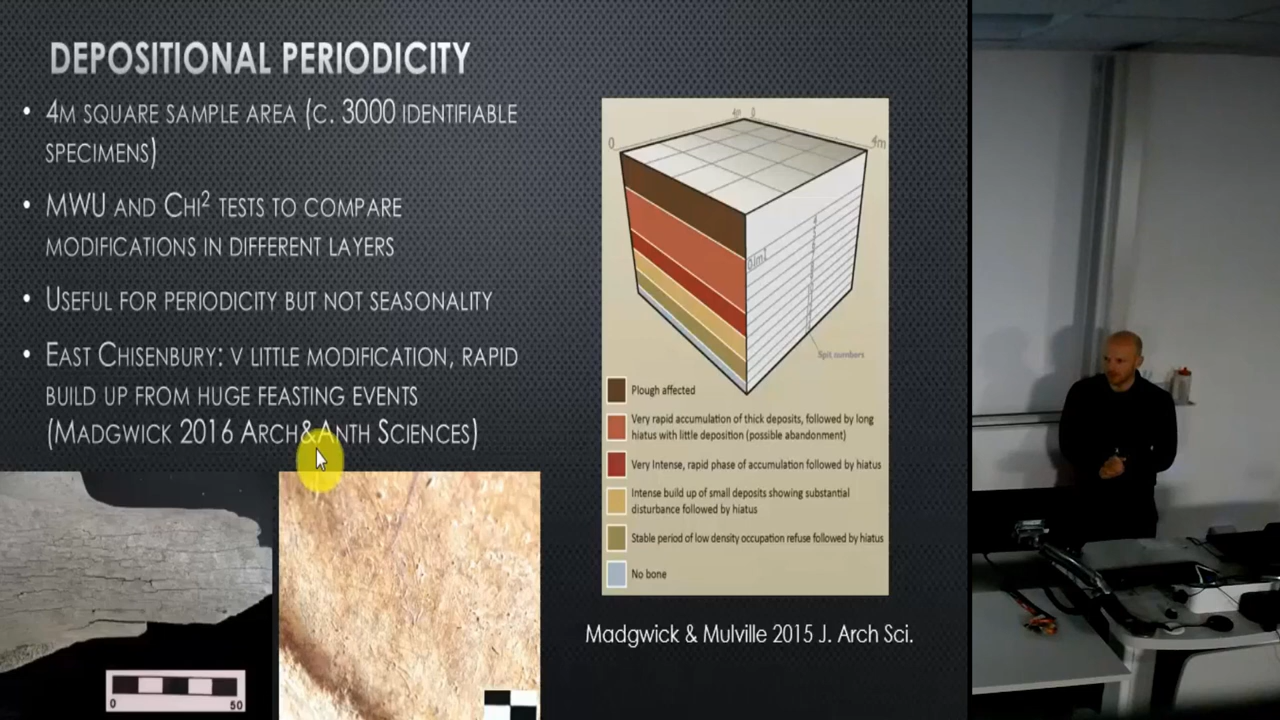 DEPOSITIONAL PERIODICITY
• 4M SQUARE SAMPLE AREA (C. 3000 IDENTIFIABLE
SPECIMENS)
• MWU AND CHI² TESTS TO COMPARE
MODIFICATIONS IN DIFFERENT LAYERS
• USEFUL FOR PERIODICITY BUT NOT SEASONALITY
• EAST CHISENBURY: V LITTLE MODIFICATION, RAPID
BUILD UP FROM HUGE FEASTING EVENTS
(MADGWICK 2016 ARCH&ANTH SCIENCES)
0 50
4m 0
0 4m
Spit numbers
Plough affected
Very rapid accumulation of thick deposits, followed by long
hiatus with little deposition (possible abandonment)
Very Intense, rapid phase of accumulation followed by hiatus
Intense build up of small deposits showing substantial
disturbance followed by hiatus
Stable period of low density occupation refuse followed by hiatus
No bone
Madgwick & Mulville 2015 J. Arch Sci.